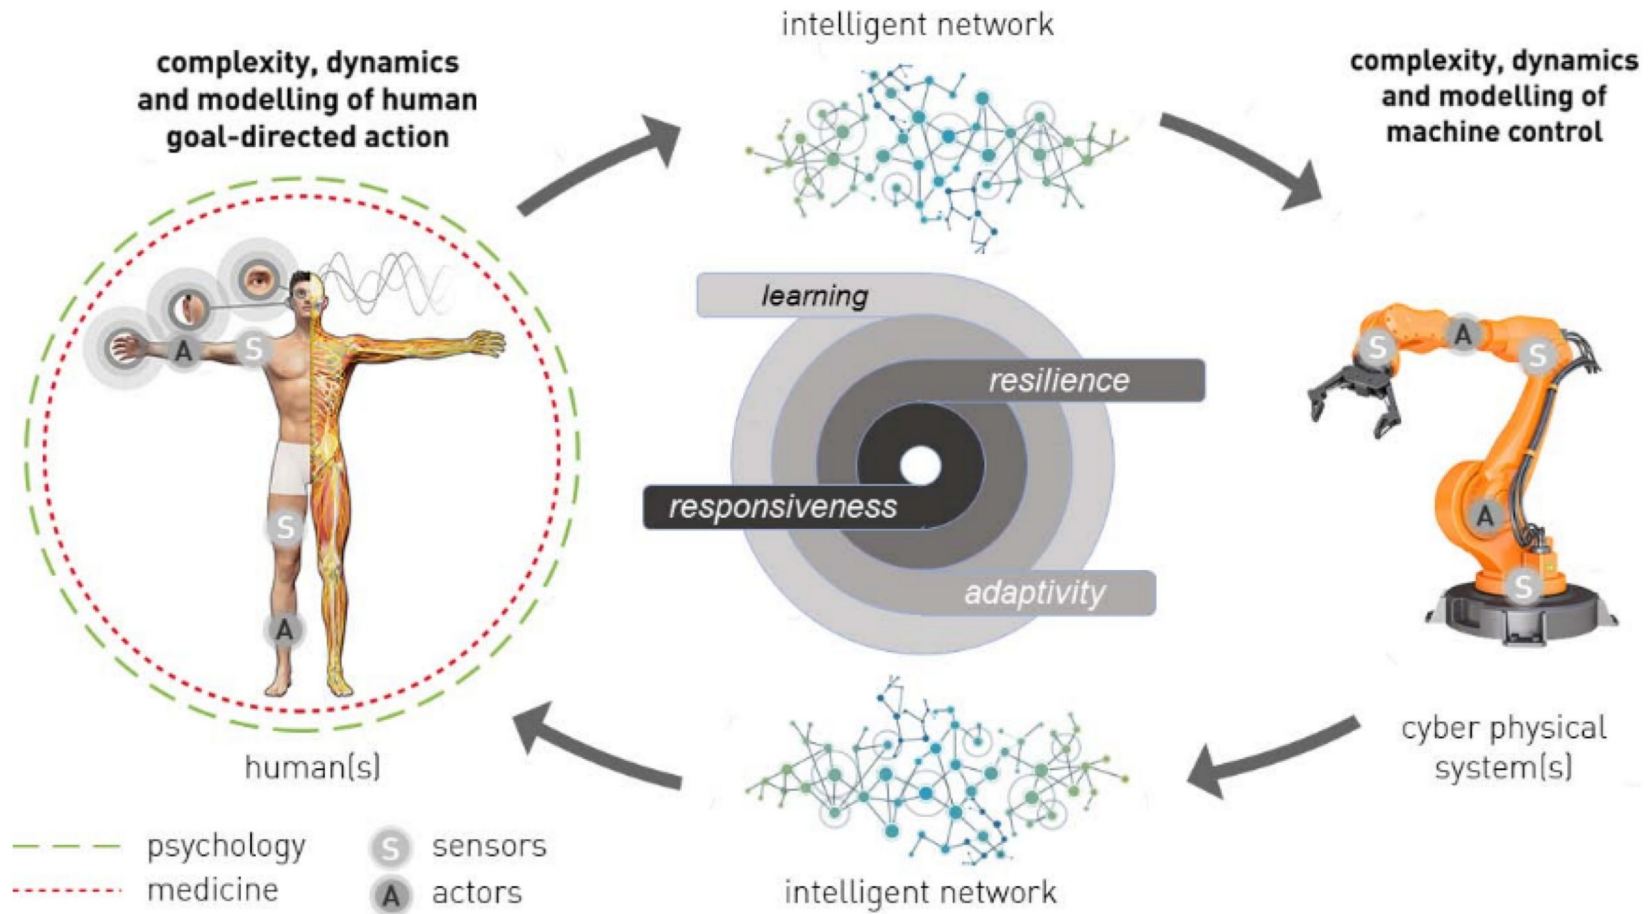 intelligent network
complexity, dynamics
and modelling of human
goal-directed action
complexity, dynamics
and modelling of
machine control
learning
resilience
responsiveness
adaptivity
A
S
S
A
S
A
S
A
S
human(s)
cyber physical
system(s)
psychology
medicine
S sensors
A actors
intelligent network